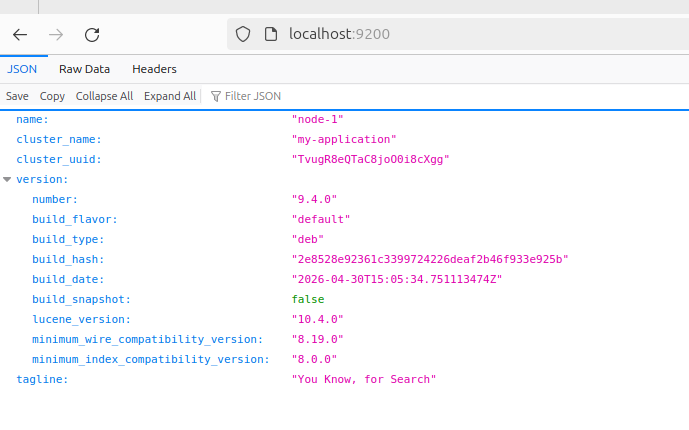 localhost:9200
JSON Raw Data Headers
Save Copy Collapse All Expand All Filter JSON
name: "node-1"
cluster_name: "my-application"
cluster_uuid: "TvugR8eQTaC8joO0i8cXgg"
version:
number: "9.4.0"
build_flavor: "default"
build_type: "deb"
build_hash: "2e8528e92361c3399724226deaf2b46f933e925b"
build_date: "2026-04-30T15:05:34.751113474Z"
build_snapshot: false
lucene_version: "10.4.0"
minimum_wire_compatibility_version: "8.19.0"
minimum_index_compatibility_version: "8.0.0"
tagline: "You Know, for Search"